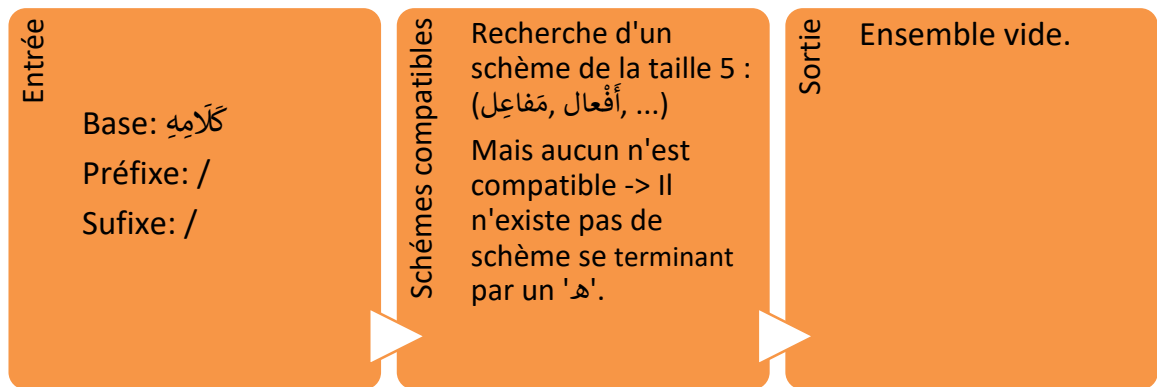 Entrée
Base: كَلَامِهِ
Préfixe: /
Sufixe: /
Schémes compatibles
Recherche d'un
schème de la taille 5 :
(مَفاعِل, أَفْعال, ...)
Mais aucun n'est
compatible -> Il
n'existe pas de
schème se terminant
par un 'هـ'.
Sortie
Ensemble vide.